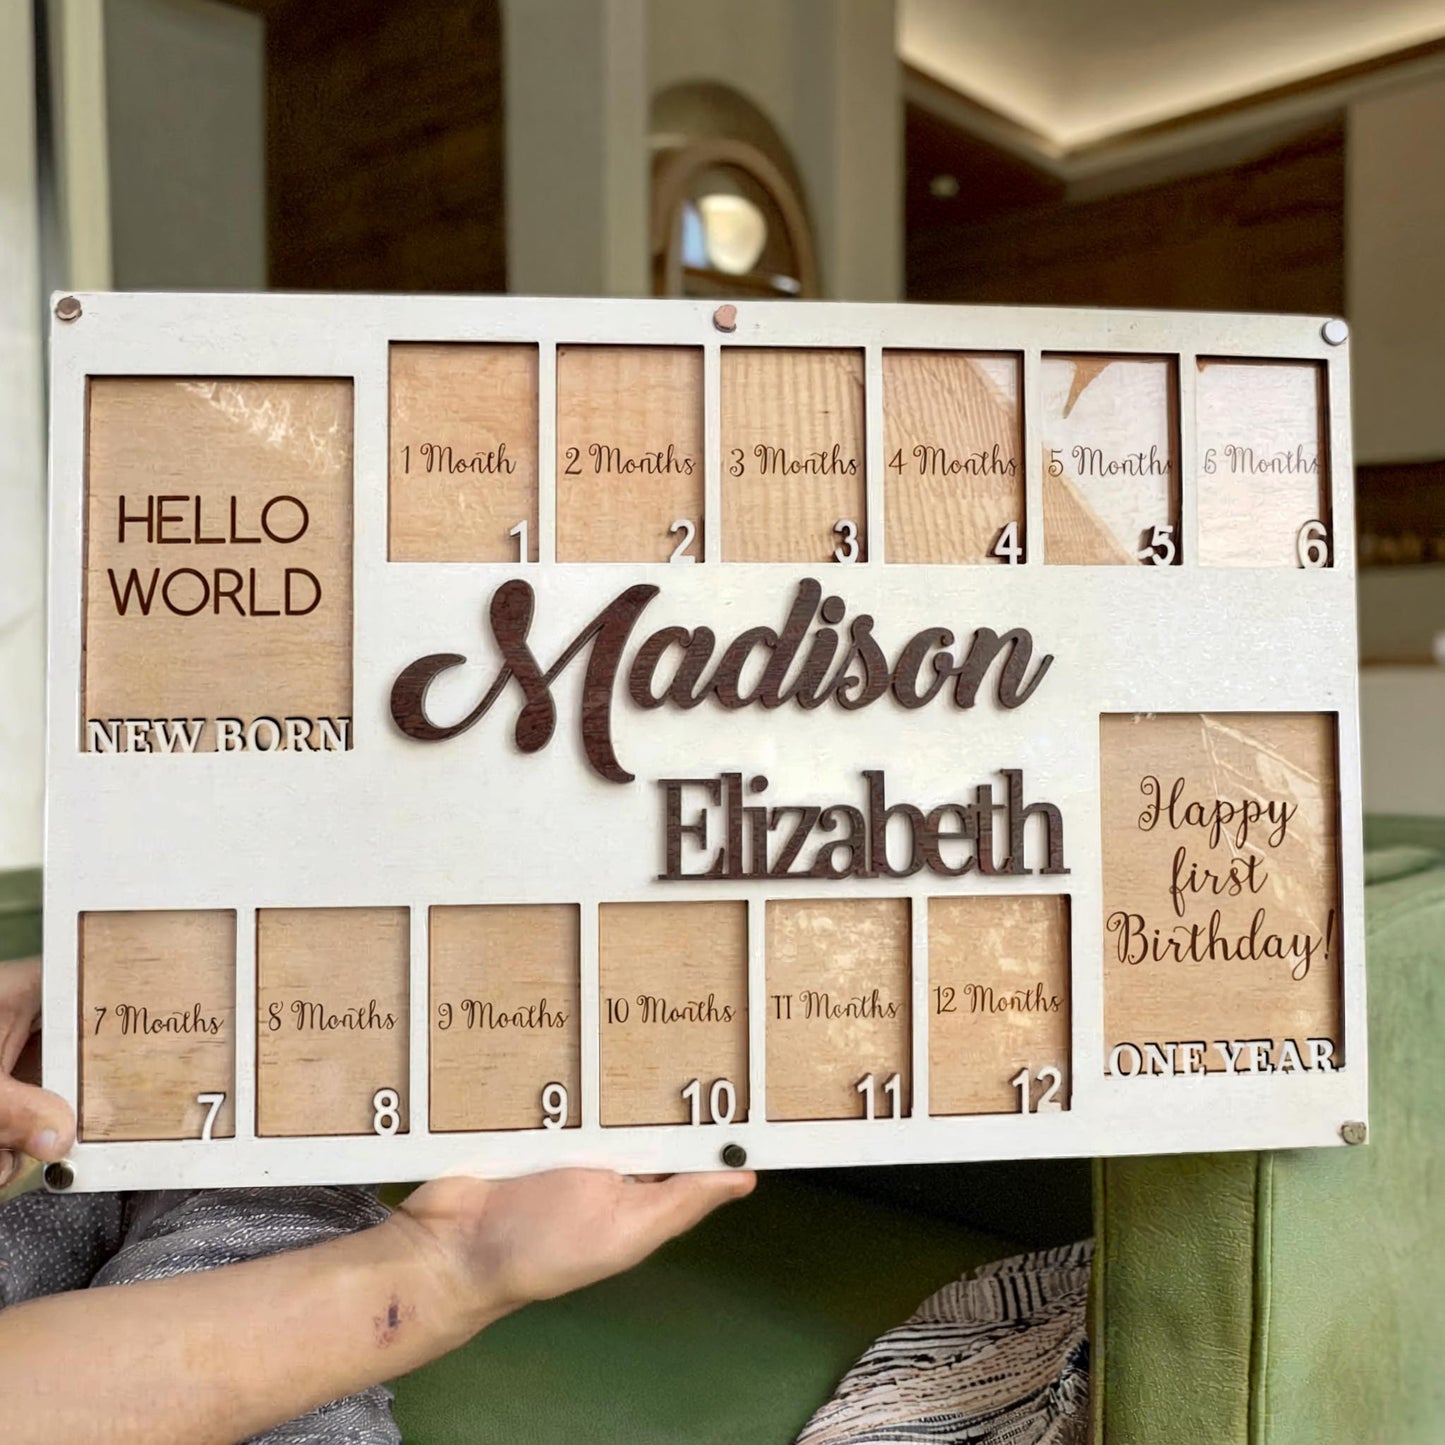 HELLO
WORLD
NEW BORN
1 Month
1
2 Months
2
3 Months
3
4 Months
4
5 Months
5
6 Months
6
Madison
Elizabeth
7 Months
7
8 Months
8
9 Months
9
10 Months
10
11 Months
11
12 Months
12
Happy
first
Birthday!
ONE YEAR